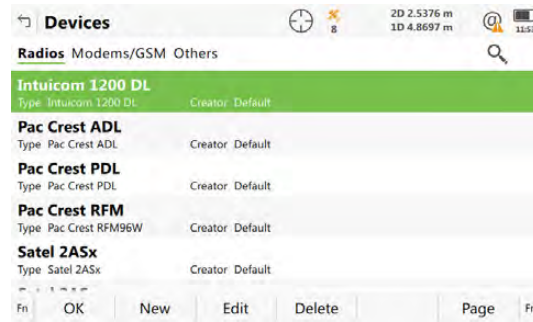 Devices
8
2D 2.5376 m
1D 4.8697 m
Radios Modems/GSM Others
Intuicom 1200 DL
Type Intuicom 1200 DL Creator Default
Pac Crest ADL
Type Pac Crest ADL Creator Default
Pac Crest PDL
Type Pac Crest PDL Creator Default
Pac Crest RFM
Type Pac Crest RFM96W Creator Default
Satel 2ASx
Type Satel 2ASx Creator Default
Fn OK New Edit Delete Page